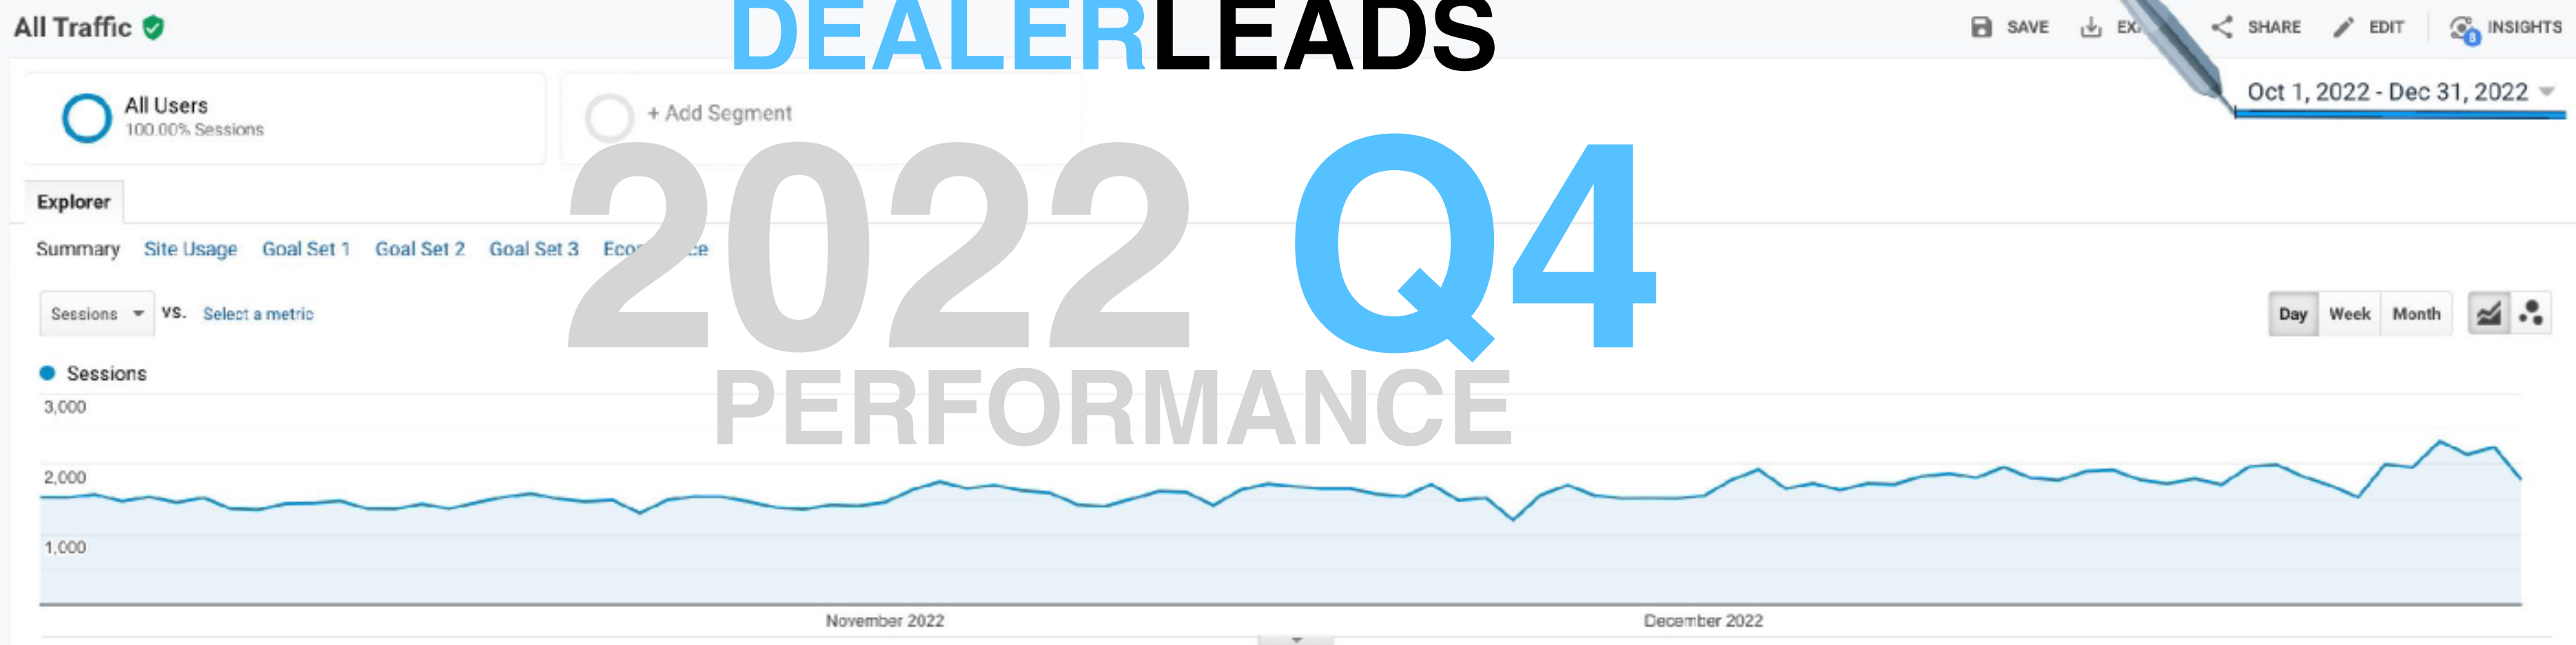 All Traffic
DEALERLEADS
SAVE
SHARE
EDIT
8
INSIGHTS
All Users
100.00% Sessions
+ Add Segment
Oct 1, 2022 - Dec 31, 2022
2022 Q4
Explorer
Summary Site Usage Goal Set 1 Goal Set 2 Goal Set 3
Sessions VS. Select a metric
Day Week Month
Sessions
PERFORMANCE
3,000
2,000
1,000
November 2022 December 2022